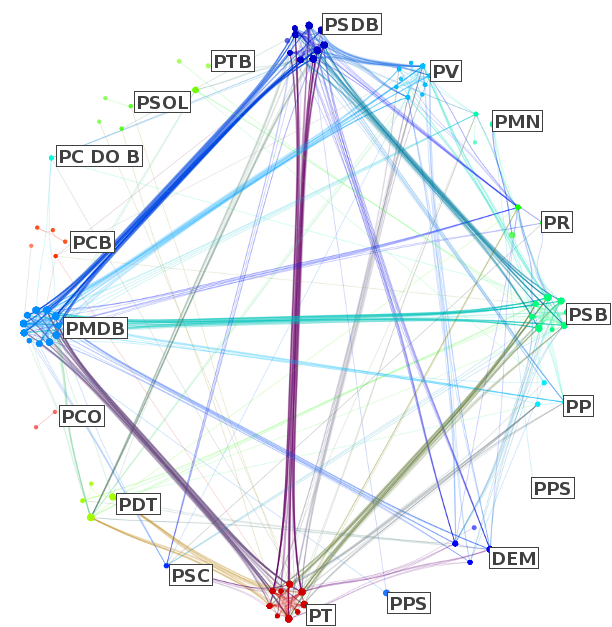 PSDB
PTB
PV
PSOL
PMN
PC DO B
PCB
PR
PMDB
PSB
PCO
PP
PPS
PDT
DEM
PSC
PPS
PT